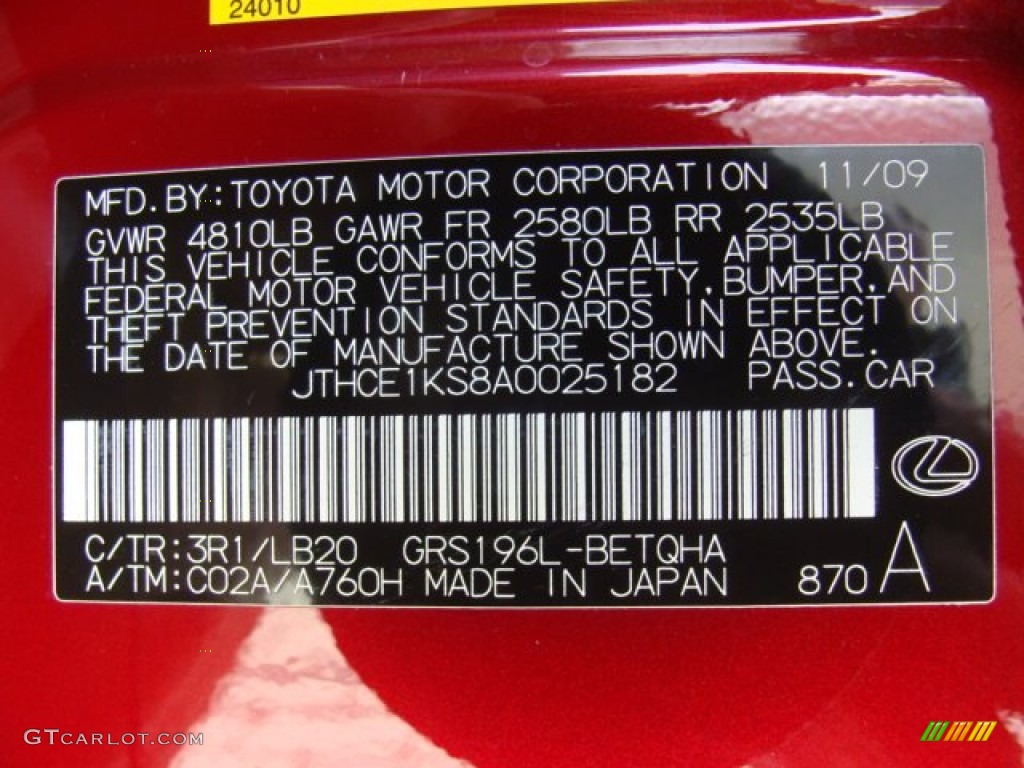 24010
MFD.BY:TOYOTA MOTOR CORPORATION 11/09
GVWR 4810LB GAWR FR 2580LB RR 2535LB
THIS VEHICLE CONFORMS TO ALL APPLICABLE
FEDERAL MOTOR VEHICLE SAFETY,BUMPER,AND
THEFT PREVENTION STANDARDS IN EFFECT ON
THE DATE OF MANUFACTURE SHOWN ABOVE.
JTHCE1KS8A0025182 PASS.CAR
C/TR:3R1/LB20 GRS196L-BETQHA
A/TM:C02A/A760H MADE IN JAPAN 870 A
GTCARLOT.COM